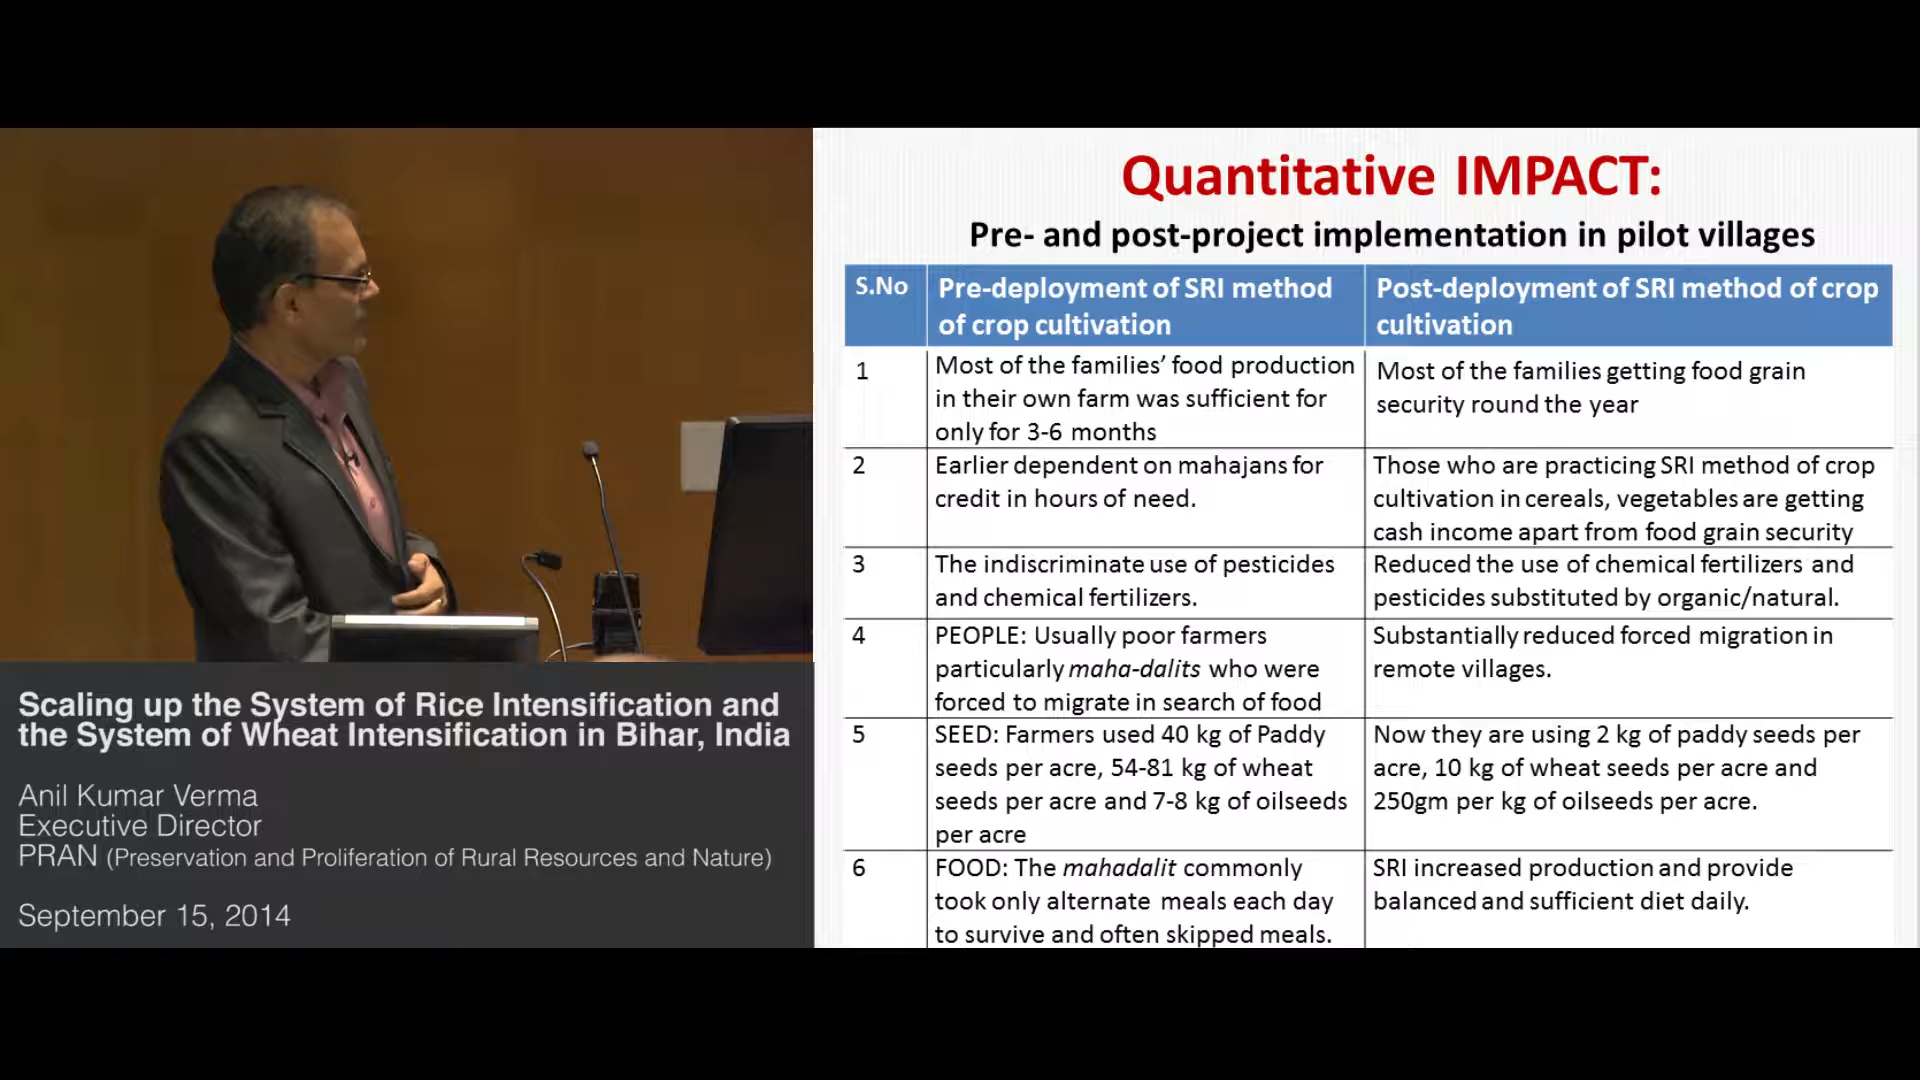 Quantitative IMPACT:
Pre- and post-project implementation in pilot villages
S.No
Pre-deployment of SRI method
of crop cultivation
Post-deployment of SRI method of crop
cultivation
1
Most of the families’ food production
in their own farm was sufficient for
only for 3-6 months
Most of the families getting food grain
security round the year
2
Earlier dependent on mahajans for
credit in hours of need.
Those who are practicing SRI method of crop
cultivation in cereals, vegetables are getting
cash income apart from food grain security
3
The indiscriminate use of pesticides
and chemical fertilizers.
Reduced the use of chemical fertilizers and
pesticides substituted by organic/natural.
4
PEOPLE: Usually poor farmers
particularly maha-dalits who were
forced to migrate in search of food
Substantially reduced forced migration in
remote villages.
5
SEED: Farmers used 40 kg of Paddy
seeds per acre, 54-81 kg of wheat
seeds per acre and 7-8 kg of oilseeds
per acre
Now they are using 2 kg of paddy seeds per
acre, 10 kg of wheat seeds per acre and
250gm per kg of oilseeds per acre.
6
FOOD: The mahadalit commonly
took only alternate meals each day
to survive and often skipped meals.
SRI increased production and provide
balanced and sufficient diet daily.
Scaling up the System of Rice Intensification and
the System of Wheat Intensification in Bihar, India
Anil Kumar Verma
Executive Director
PRAN (Preservation and Proliferation of Rural Resources and Nature)
September 15, 2014